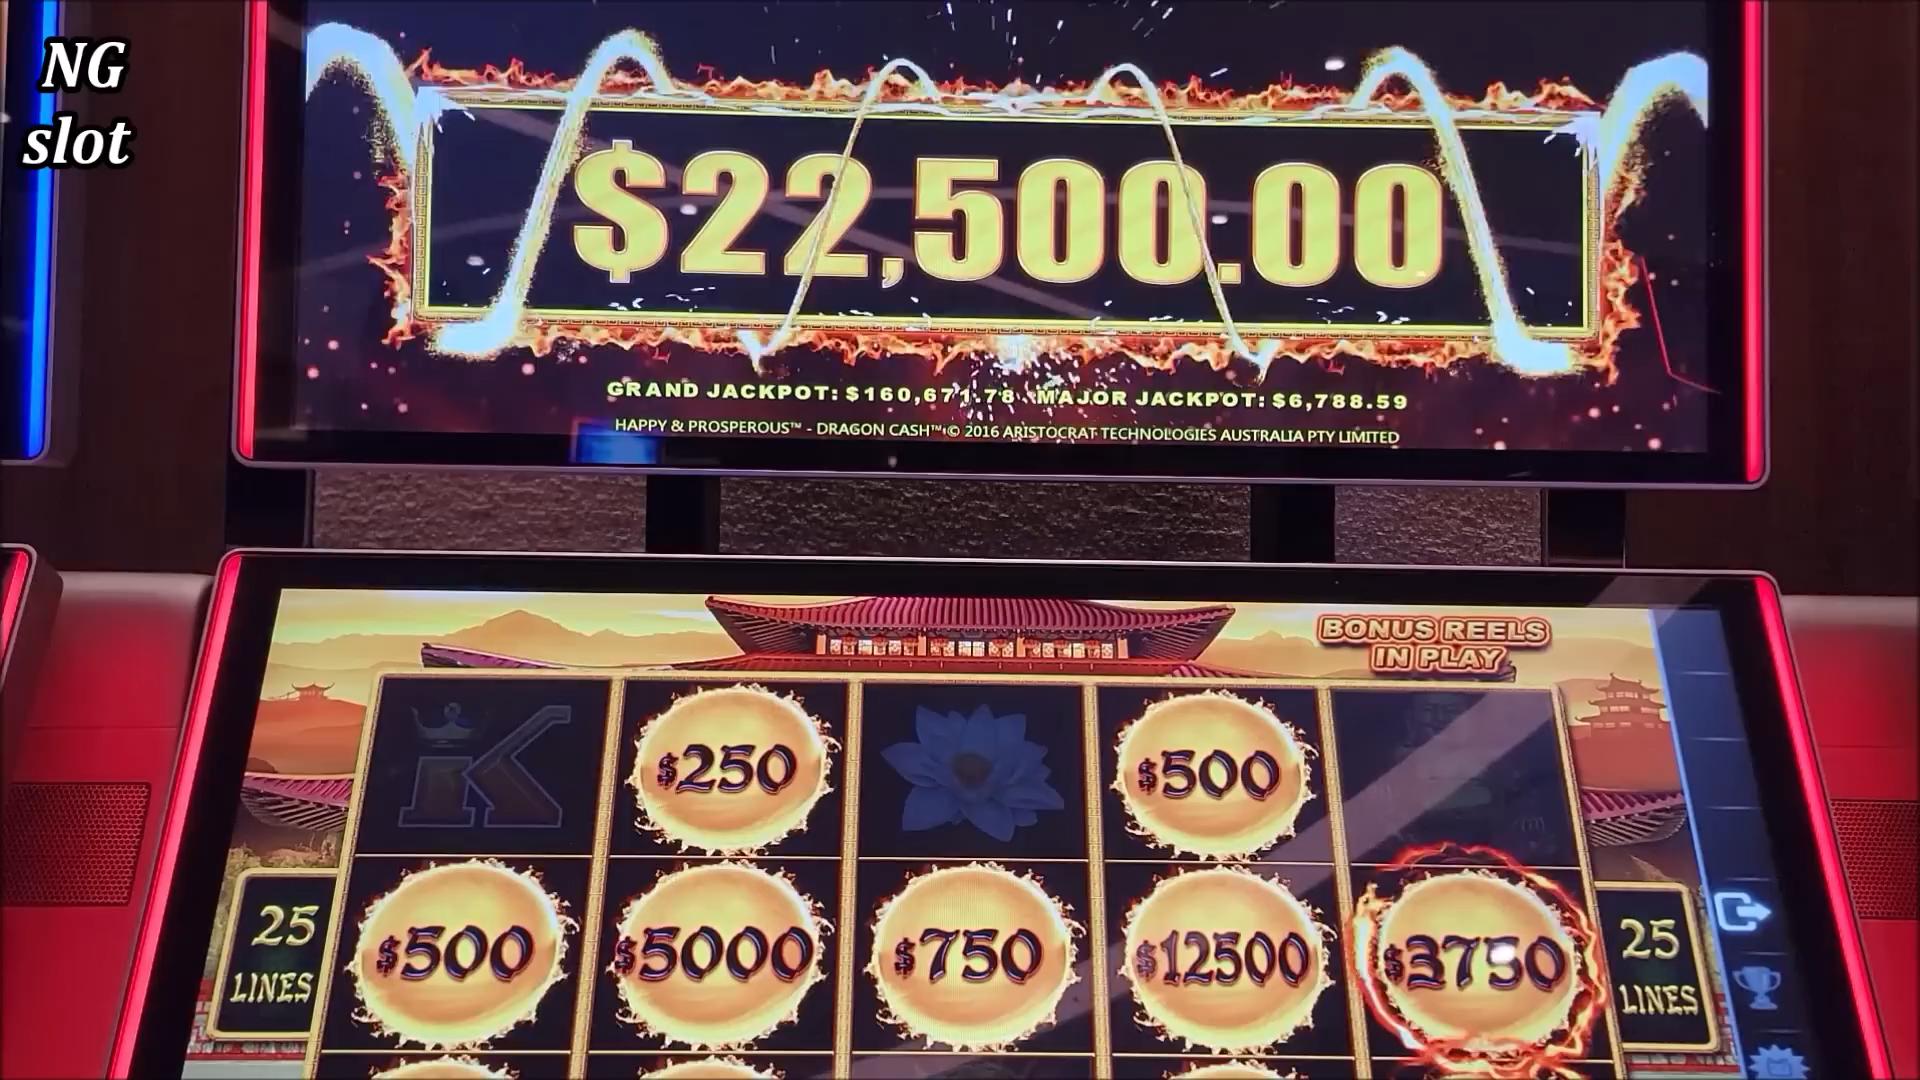 NG
slot
$22,500.00
GRAND JACKPOT: $160,671.78 MAJOR JACKPOT: $6,788.59
HAPPY & PROSPEROUS™ - DRAGON CASH™ © 2016 ARISTOCRAT TECHNOLOGIES AUSTRALIA PTY LIMITED
BONUS REELS
IN PLAY
K
$250
$500
$500
$5000
$750
$12500
$3750
25
LINES
25
LINES